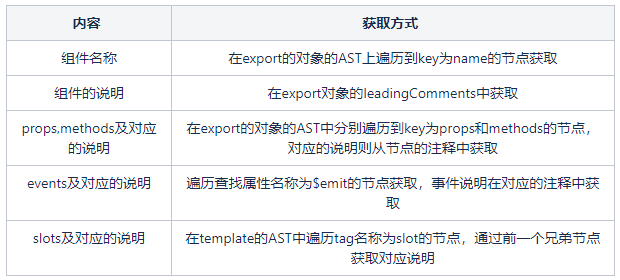 内容 获取方式
组件名称 在export的对象的AST上遍历到key为name的节点获取
组件的说明 在export对象的leadingComments中获取
props,methods及对应的说明 在export的对象的AST中分别遍历到key为props和methods的节点，对应的说明则从节点的注释中获取
events及对应的说明 遍历查找属性名称为$emit的节点获取，事件说明在对应的注释中获取
slots及对应的说明 在template的AST中遍历tag名称为slot的节点，通过前一个兄弟节点获取对应说明